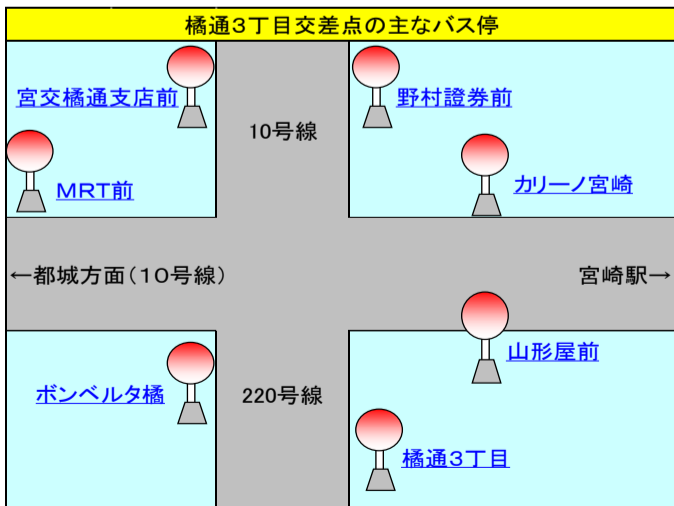 橘通3丁目交差点の主なバス停
宮交橘通支店前
野村證券前
10号線
MRT前
カリーノ宮崎
←都城方面(10号線)
宮崎駅→
山形屋前
ボンベルタ橘
220号線
橘通3丁目